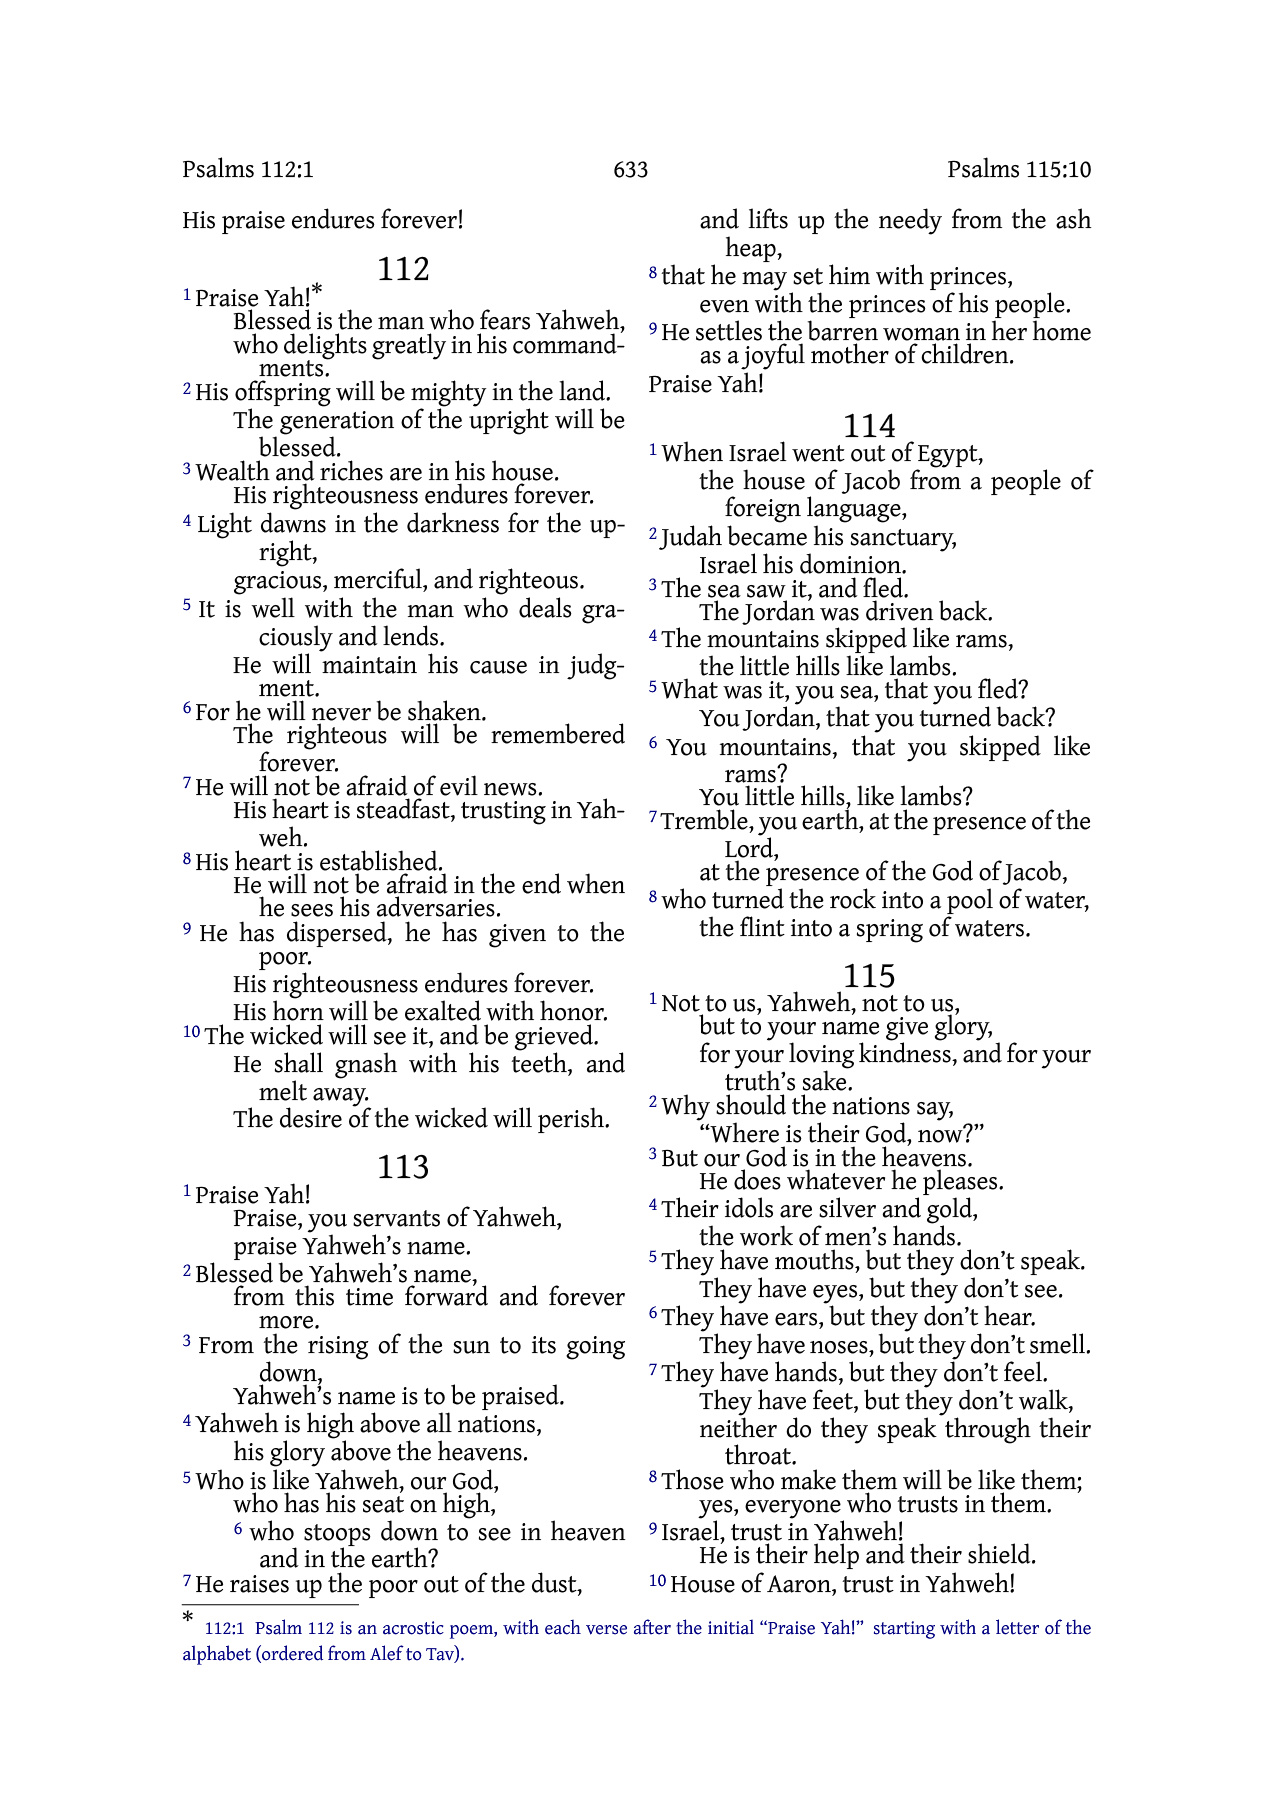 Psalms 112:1 633 Psalms 115:10
His praise endures forever!
112
1 Praise Yah!*
Blessed is the man who fears Yahweh,
who delights greatly in his command-
ments.
2 His offspring will be mighty in the land.
The generation of the upright will be
blessed.
3 Wealth and riches are in his house.
His righteousness endures forever.
4 Light dawns in the darkness for the up-
right,
gracious, merciful, and righteous.
5 It is well with the man who deals gra-
ciously and lends.
He will maintain his cause in judg-
ment.
6 For he will never be shaken.
The righteous will be remembered
forever.
7 He will not be afraid of evil news.
His heart is steadfast, trusting in Yah-
weh.
8 His heart is established.
He will not be afraid in the end when
he sees his adversaries.
9 He has dispersed, he has given to the
poor.
His righteousness endures forever.
His horn will be exalted with honor.
10 The wicked will see it, and be grieved.
He shall gnash with his teeth, and
melt away.
The desire of the wicked will perish.
113
1 Praise Yah!
Praise, you servants of Yahweh,
praise Yahweh’s name.
2 Blessed be Yahweh’s name,
from this time forward and forever
more.
3 From the rising of the sun to its going
down,
Yahweh’s name is to be praised.
4 Yahweh is high above all nations,
his glory above the heavens.
5 Who is like Yahweh, our God,
who has his seat on high,
6 who stoops down to see in heaven
and in the earth?
7 He raises up the poor out of the dust,
and lifts up the needy from the ash
heap,
8 that he may set him with princes,
even with the princes of his people.
9 He settles the barren woman in her home
as a joyful mother of children.
Praise Yah!
114
1 When Israel went out of Egypt,
the house of Jacob from a people of
foreign language,
2 Judah became his sanctuary,
Israel his dominion.
3 The sea saw it, and fled.
The Jordan was driven back.
4 The mountains skipped like rams,
the little hills like lambs.
5 What was it, you sea, that you fled?
You Jordan, that you turned back?
6 You mountains, that you skipped like
rams?
You little hills, like lambs?
7 Tremble, you earth, at the presence of the
Lord,
at the presence of the God of Jacob,
8 who turned the rock into a pool of water,
the flint into a spring of waters.
115
1 Not to us, Yahweh, not to us,
but to your name give glory,
for your loving kindness, and for your
truth’s sake.
2 Why should the nations say,
“Where is their God, now?”
3 But our God is in the heavens.
He does whatever he pleases.
4 Their idols are silver and gold,
the work of men’s hands.
5 They have mouths, but they don’t speak.
They have eyes, but they don’t see.
6 They have ears, but they don’t hear.
They have noses, but they don’t smell.
7 They have hands, but they don’t feel.
They have feet, but they don’t walk,
neither do they speak through their
throat.
8 Those who make them will be like them;
yes, everyone who trusts in them.
9 Israel, trust in Yahweh!
He is their help and their shield.
10 House of Aaron, trust in Yahweh!
* 112:1 Psalm 112 is an acrostic poem, with each verse after the initial “Praise Yah!” starting with a letter of the
alphabet (ordered from Alef to Tav).